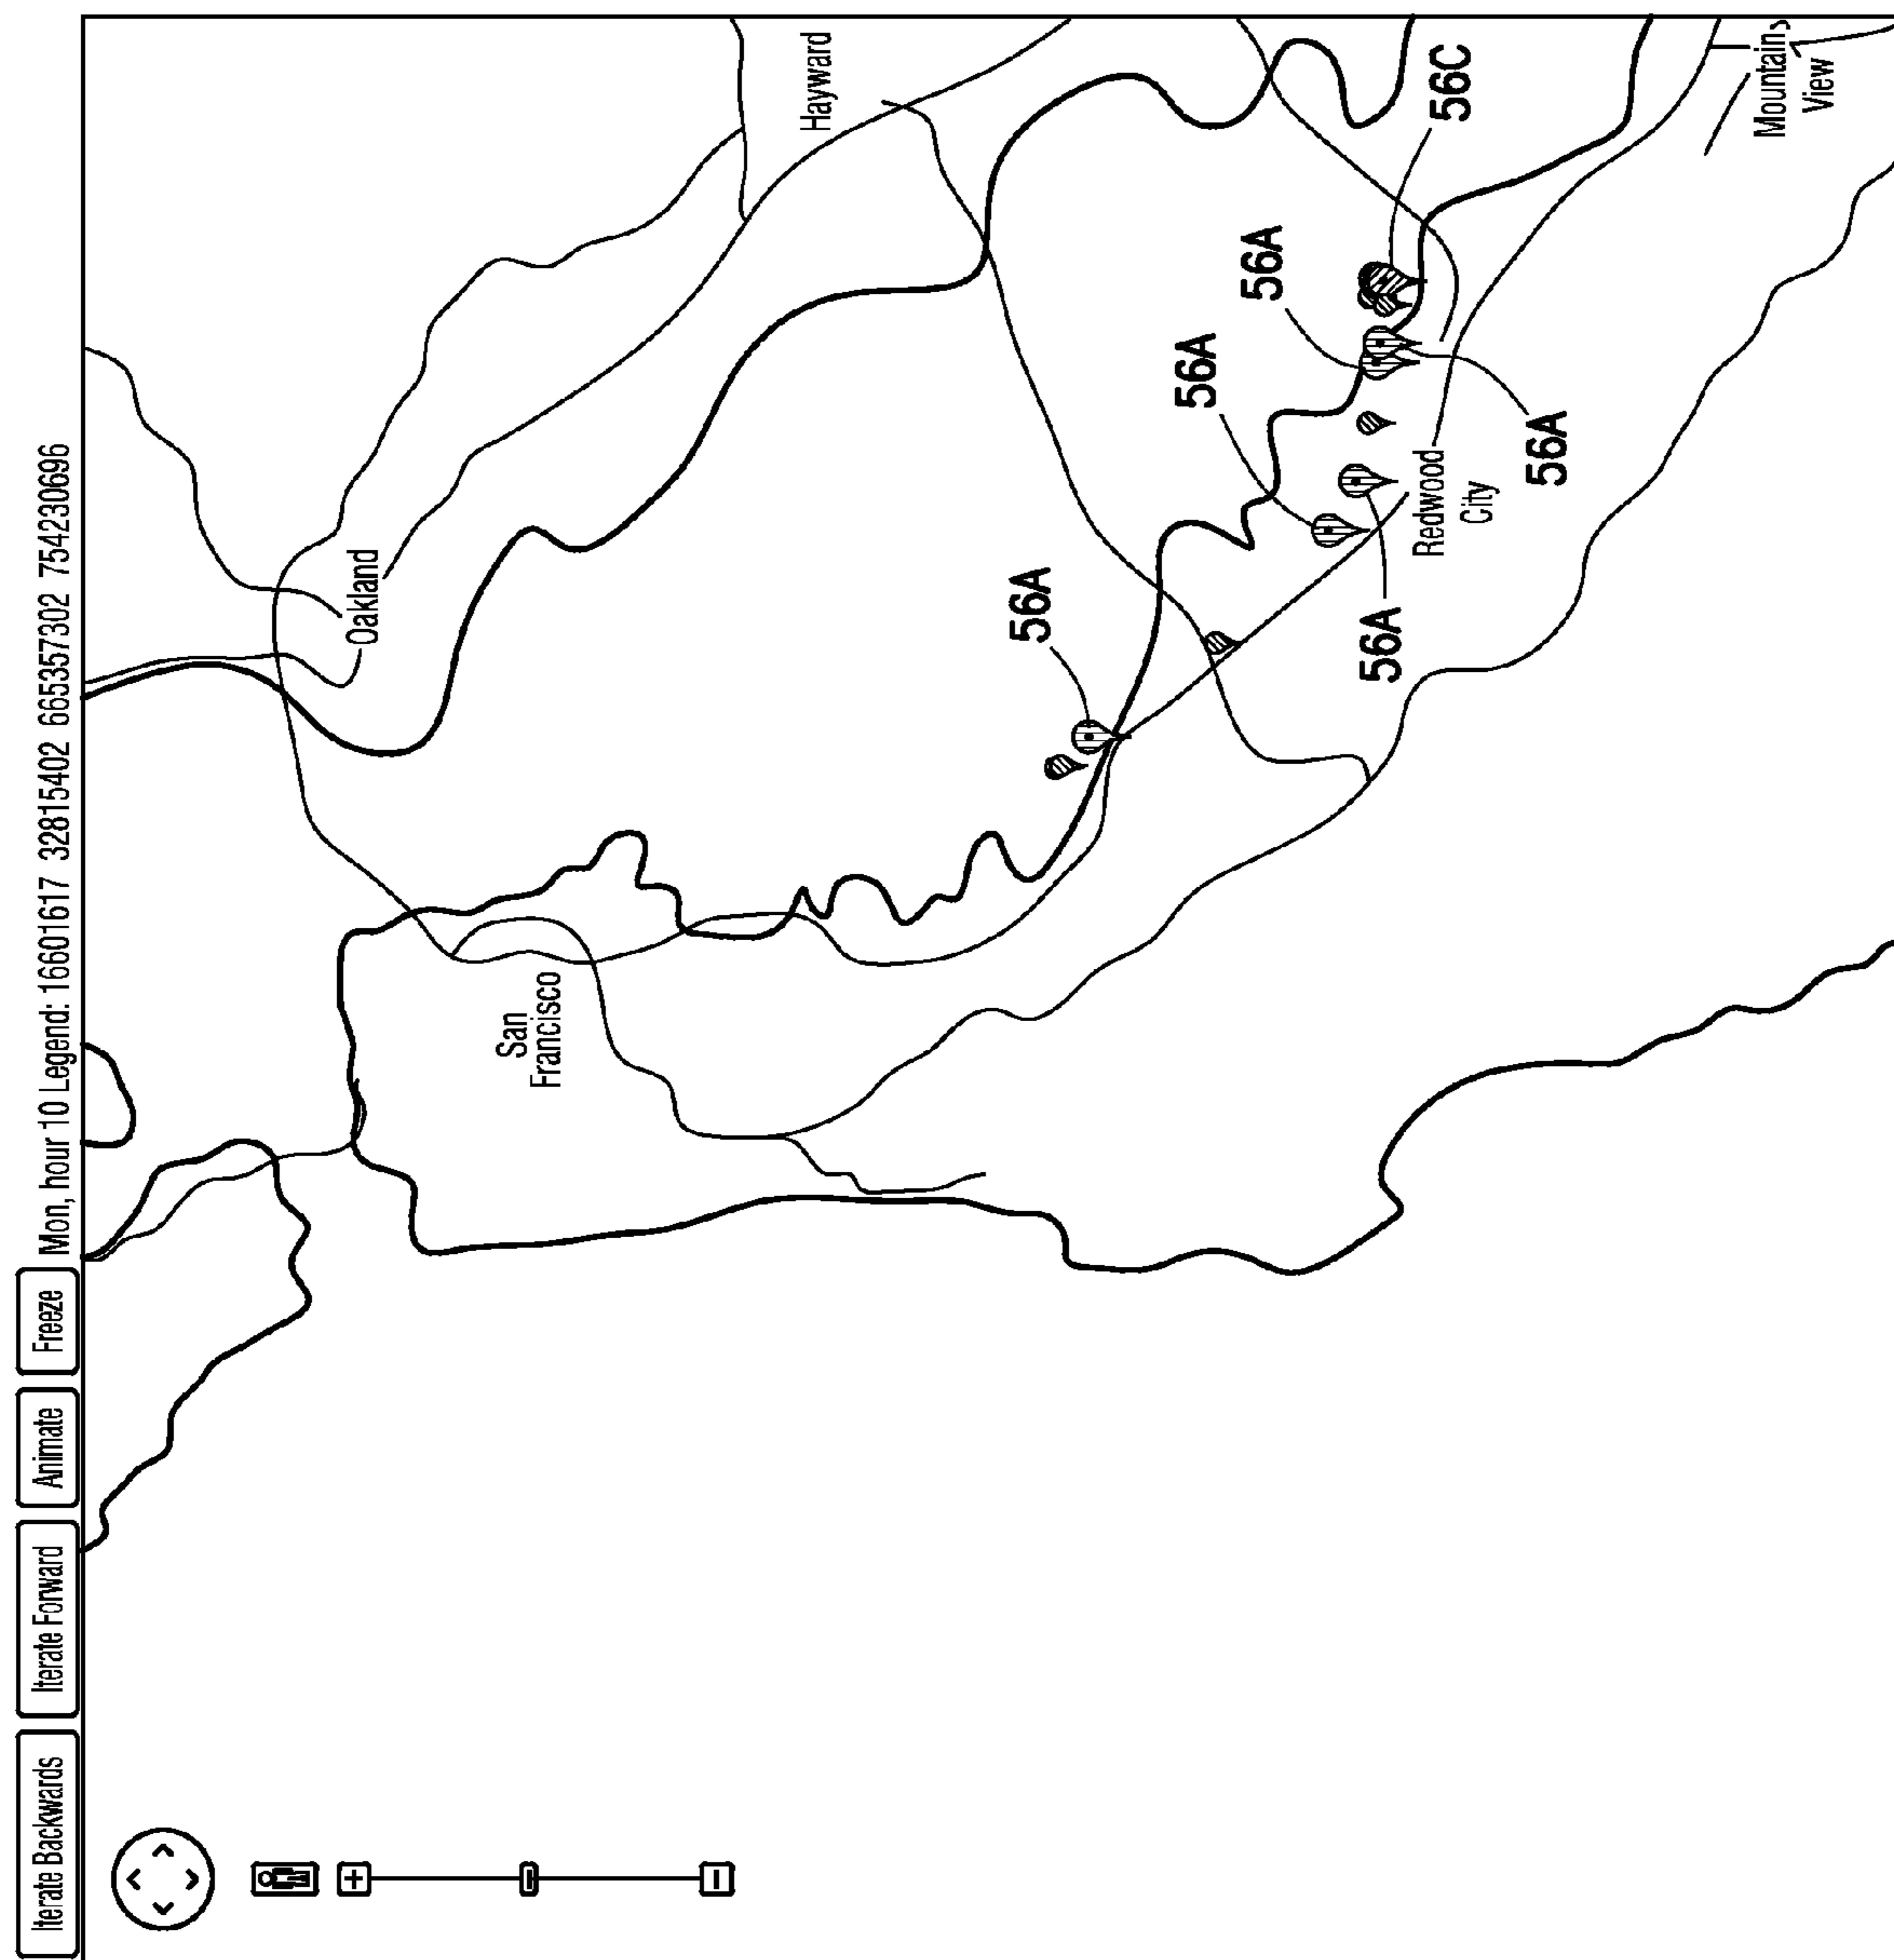 Iterate Backwards
Iterate Forward
Animate
Freeze
Mon, hour 10 Legend: 16601617 32815402 665357302 754230696
Oakland
Hayward
San
Francisco
56A
56A
56A
56C
56A
56A
Redwood
City
Mountain
View